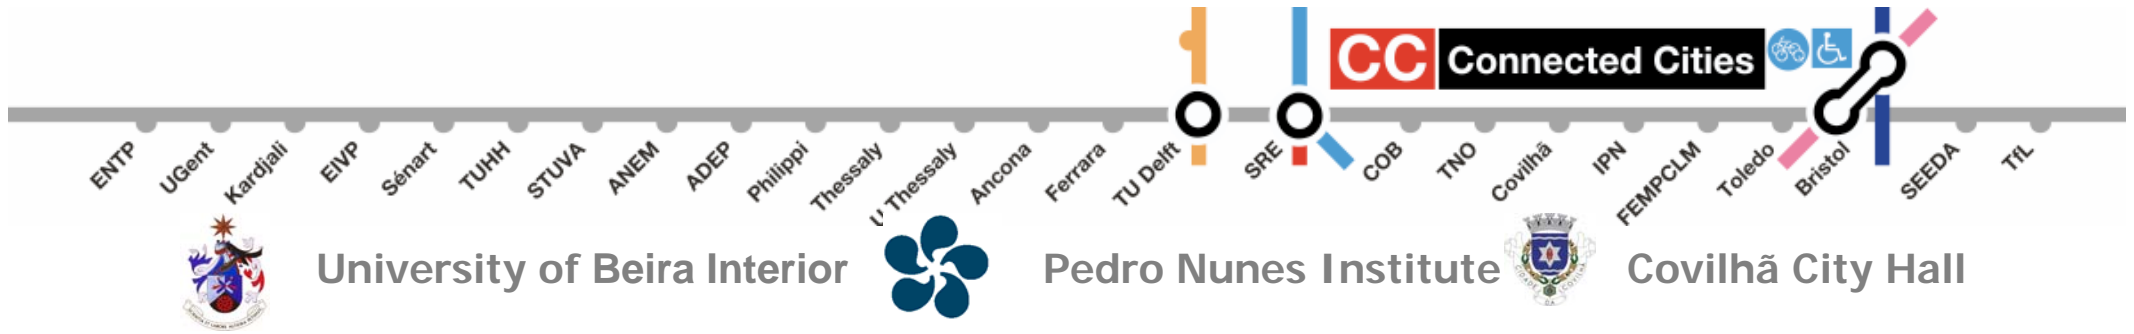 CC Connected Cities
ENTP
UGent
Kardjali
EIVP
Sénart
TUHH
STUVA
ANEM
ADEP
Philippi
Thessaly
U Thessaly
Ancona
Ferrara
TU Delft
SRE
COB
TNO
Covilhã
IPN
FEMPCLM
Toledo
Bristol
SEEDA
TfL
University of Beira Interior
Pedro Nunes Institute
Covilhã City Hall